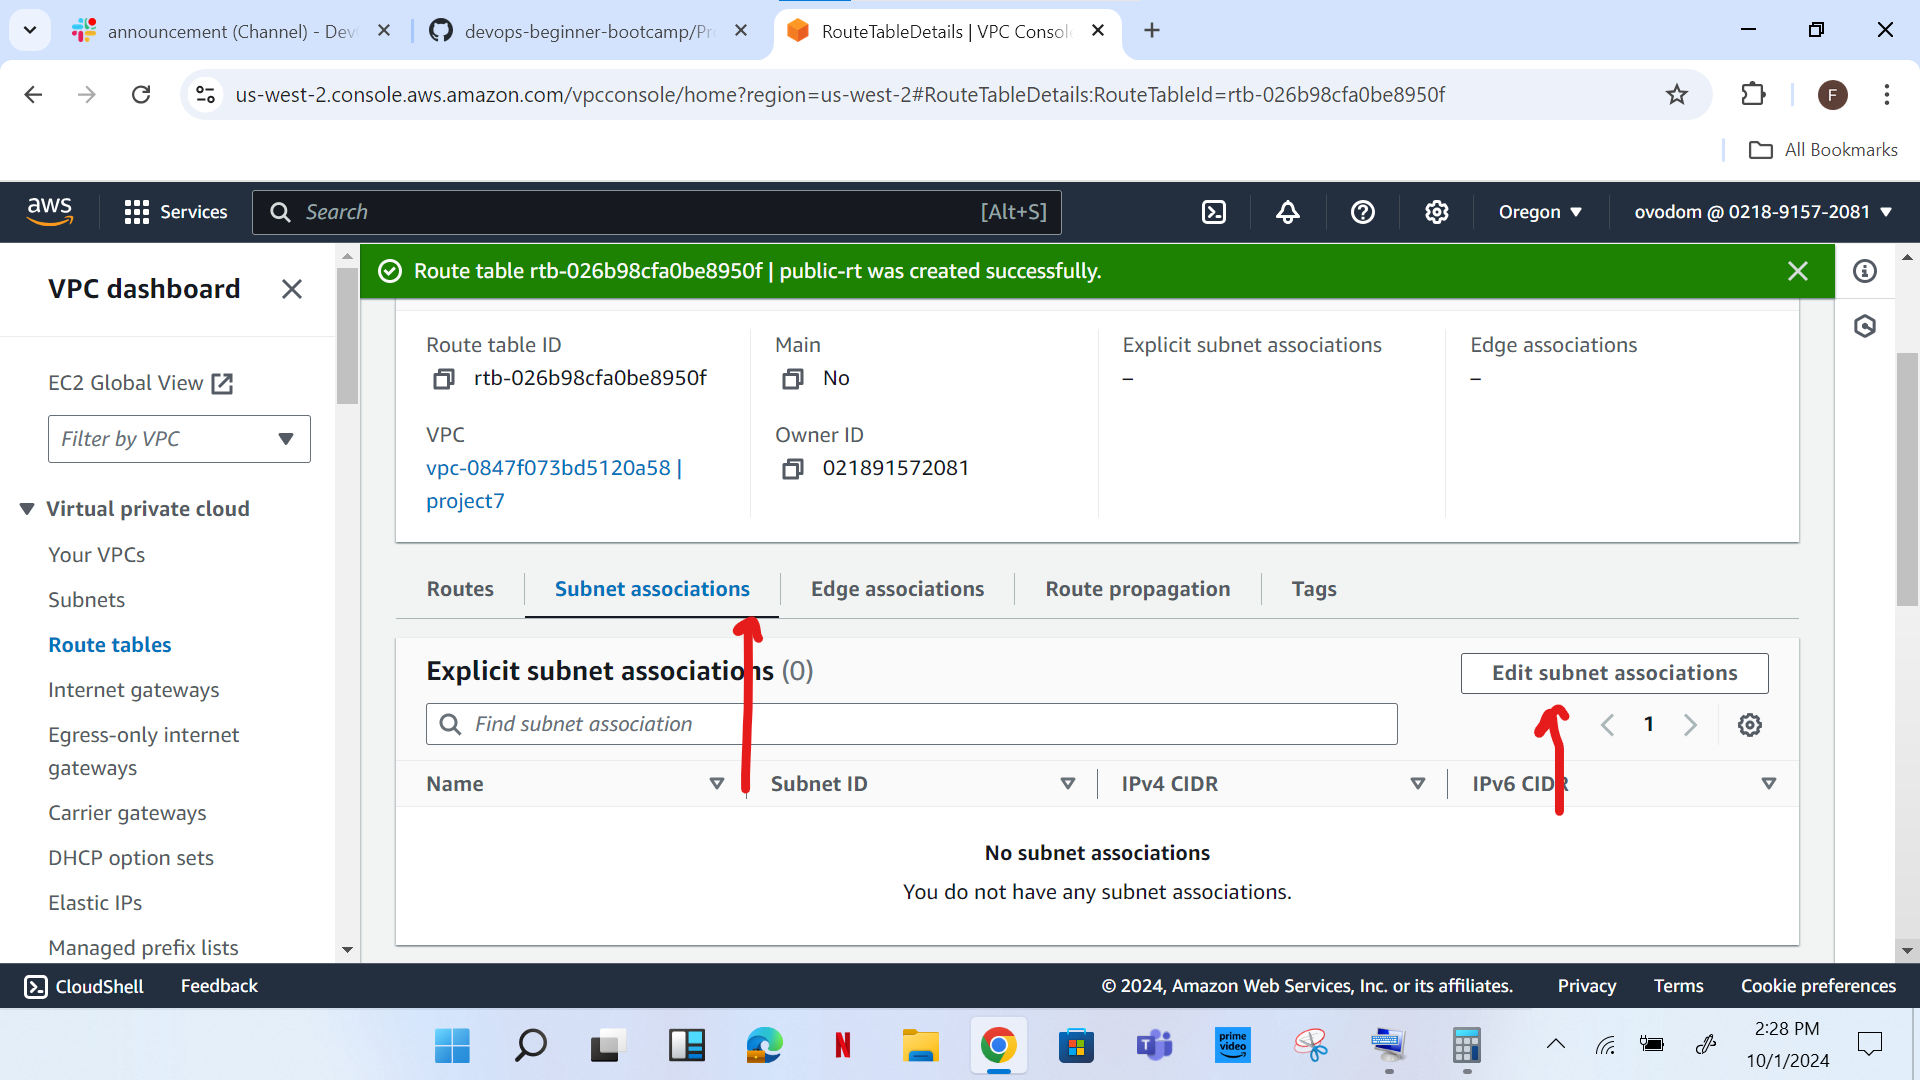 announcement (Channel) - Dev
devops-beginner-bootcamp/Pr
RouteTableDetails | VPC Consol
us-west-2.console.aws.amazon.com/vpcconsole/home?region=us-west-2#RouteTableDetails:RouteTableId=rtb-026b98cfa0be8950f
F
All Bookmarks
aws
Services
Search
[Alt+S]
Oregon
ovodom @ 0218-9157-2081
VPC dashboard
EC2 Global View
Filter by VPC
Virtual private cloud
Your VPCs
Subnets
Route tables
Internet gateways
Egress-only internet
gateways
Carrier gateways
DHCP option sets
Elastic IPs
Managed prefix lists
Route table rtb-026b98cfa0be8950f | public-rt was created successfully.
Route table ID
rtb-026b98cfa0be8950f
Main
No
Explicit subnet associations
–
Edge associations
–
VPC
vpc-0847f073bd5120a58 |
project7
Owner ID
021891572081
Routes
Subnet associations
Edge associations
Route propagation
Tags
Explicit subnet associations (0)
Edit subnet associations
Find subnet association
1
Name
Subnet ID
IPv4 CIDR
IPv6 CIDR
No subnet associations
You do not have any subnet associations.
CloudShell
Feedback
© 2024, Amazon Web Services, Inc. or its affiliates.
Privacy
Terms
Cookie preferences
N
T
prime
video
2:28 PM
10/1/2024